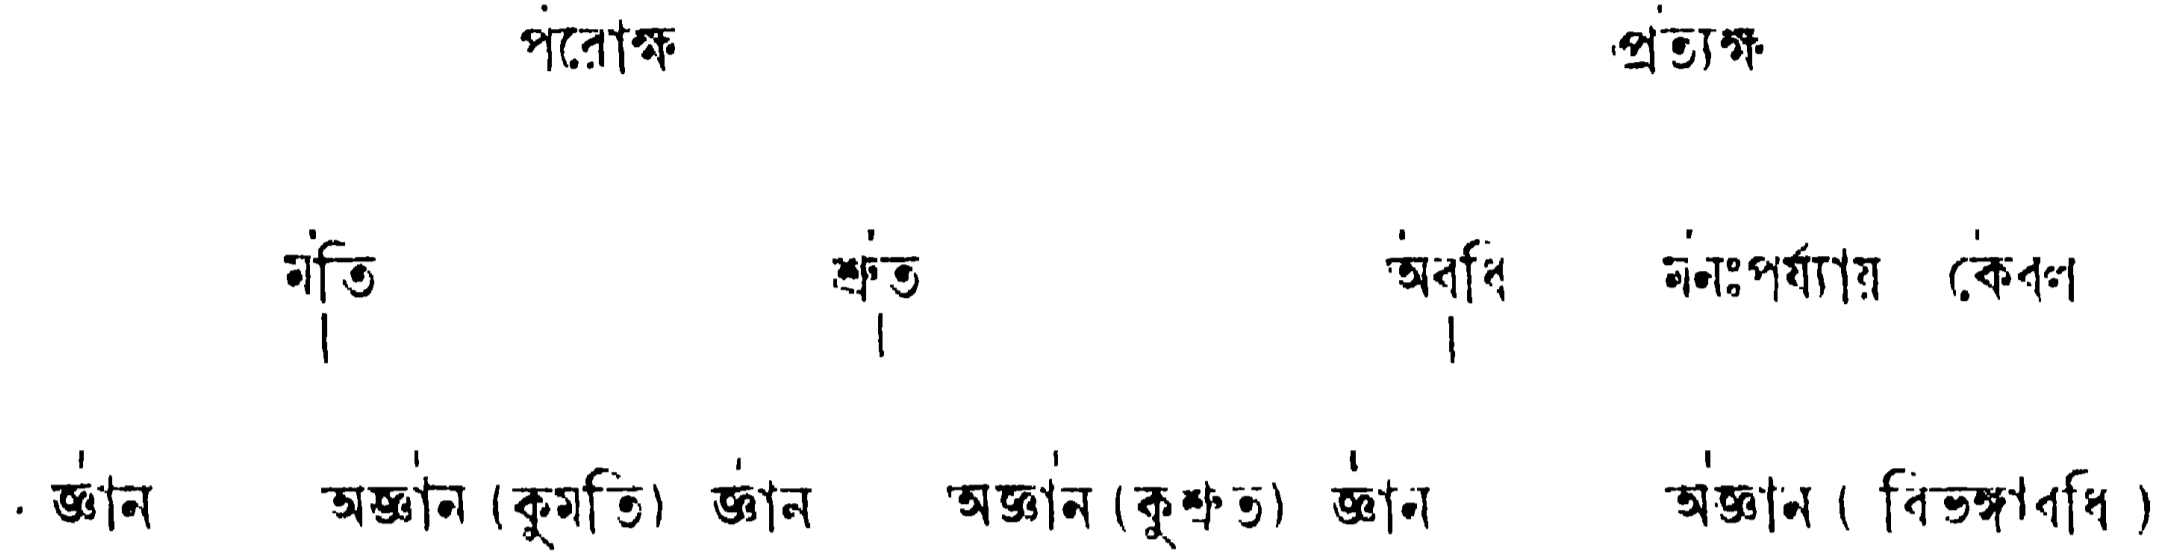 পরোক্ষ প্রত্যক্ষ
মতি শ্রুত অবধি মনঃপর্য্যায় কেবল
জ্ঞান অজ্ঞান (কুমতি) জ্ঞান অজ্ঞান (কুশ্রুত) জ্ঞান অজ্ঞান ( বিভঙ্গাবধি )